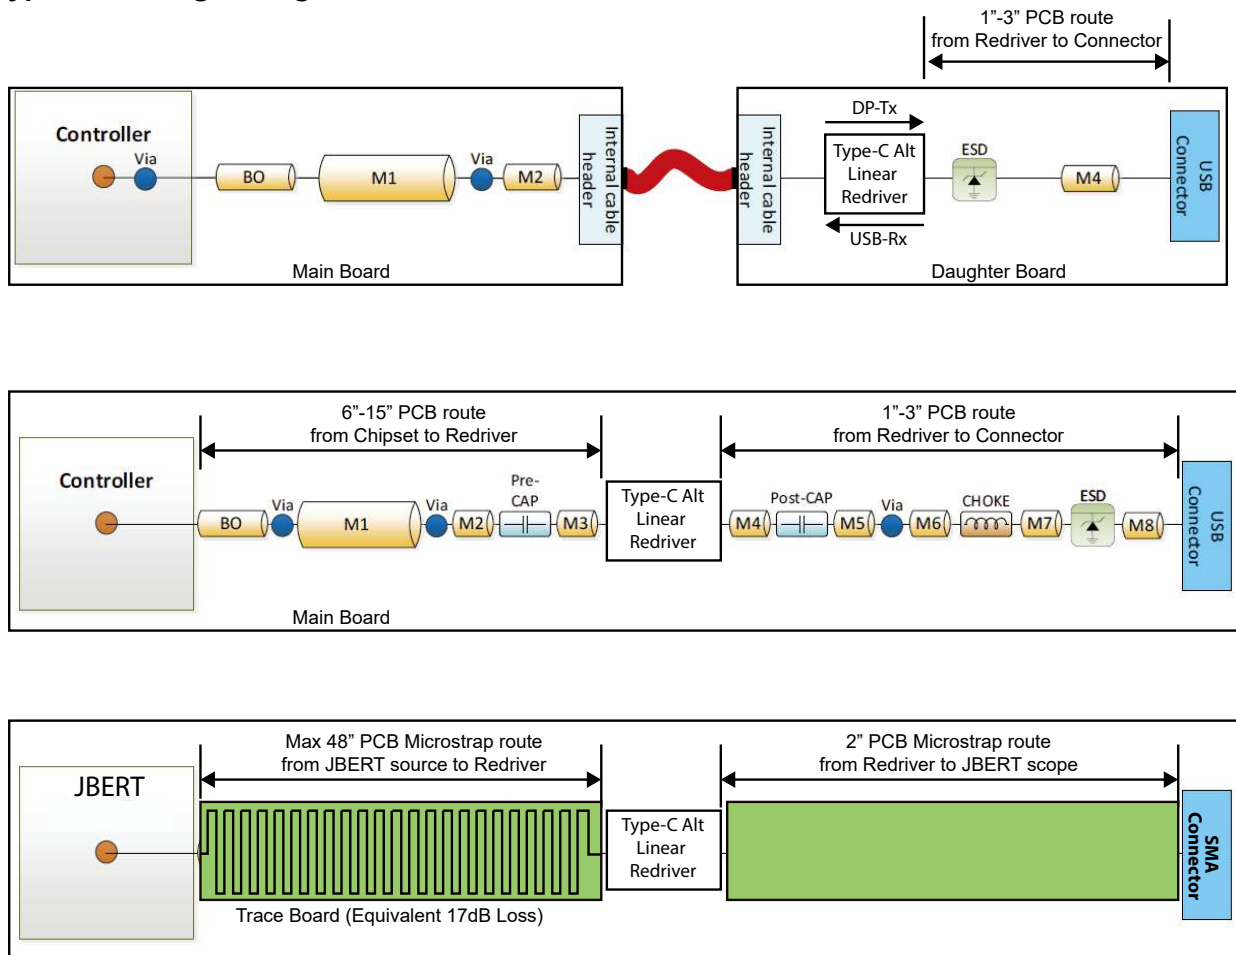 1”-3” PCB route
from Redriver to Connector
DP-Tx
Controller
Via
BO
M1
Via
M2
Internal cable
header
Internal cable
header
Type-C Alt
Linear
Redriver
ESD
M4
USB
Connector
USB-Rx
Main Board
Daughter Board
6”-15” PCB route
from Chipset to Redriver
1”-3” PCB route
from Redriver to Connector
Controller
BO
Via
M1
Via
M2
Pre-
CAP
M3
Type-C Alt
Linear
Redriver
M4
Post-CAP
M5
Via
M6
CHOKE
M7
ESD
M8
USB
Connector
Main Board
Max 48” PCB Microstrap route
from JBERT source to Redriver
2” PCB Microstrap route
from Redriver to JBERT scope
JBERT
Type-C Alt
Linear
Redriver
SMA
Connector
Trace Board (Equivalent 17dB Loss)